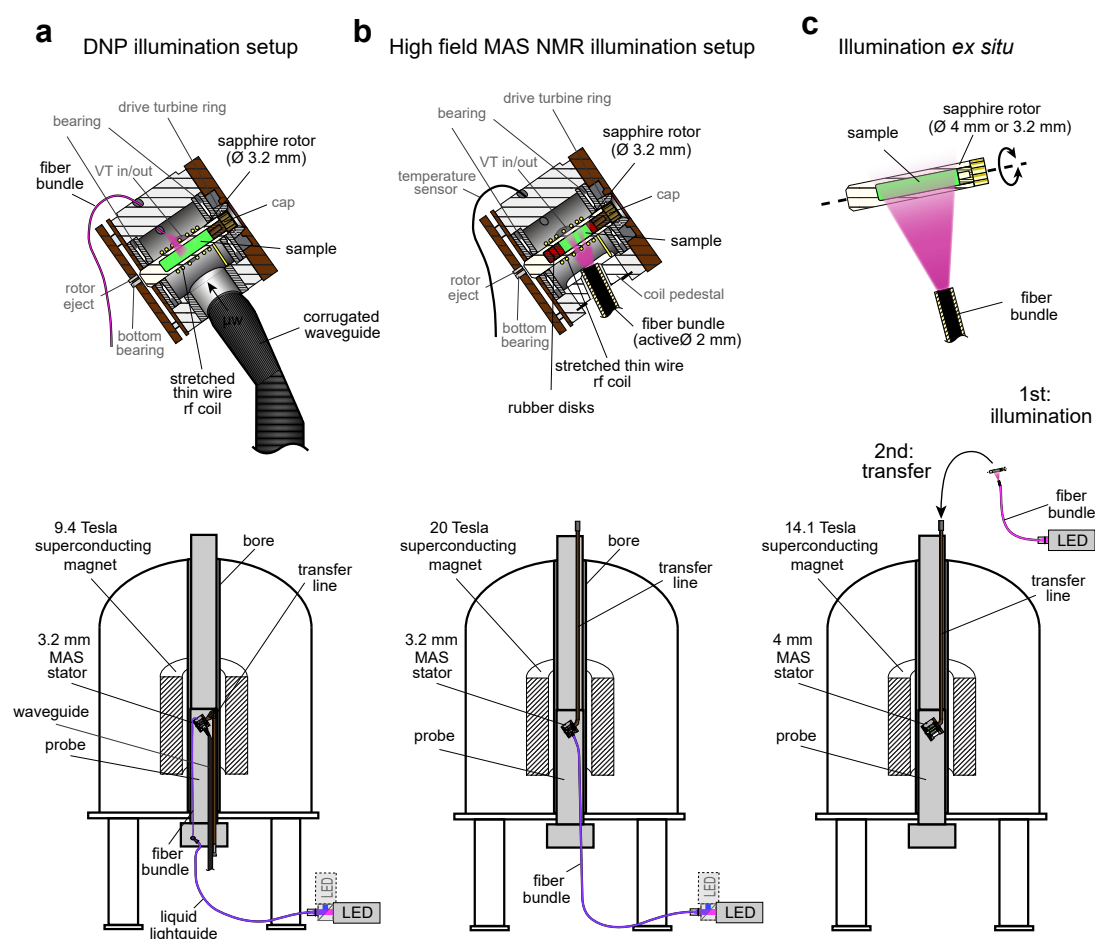 a
DNP illumination setup
drive turbine ring
bearing
sapphire rotor
(Ø 3.2 mm)
fiber
bundle
VT in/out
cap
sample
rotor
eject
µw
bottom
bearing
corrugated
waveguide
stretched
thin wire
rf coil
b
High field MAS NMR illumination setup
drive turbine ring
bearing
sapphire rotor
(Ø 3.2 mm)
VT in/out
temperature
sensor
cap
sample
rotor
eject
coil pedestal
bottom
bearing
fiber bundle
(activeØ 2 mm)
stretched thin wire
rf coil
rubber disks
c
Illumination ex situ
sapphire rotor
(Ø 4 mm or 3.2 mm)
sample
fiber
bundle
1st:
illumination
2nd:
transfer
fiber
bundle
LED
9.4 Tesla
superconducting
magnet
bore
transfer
line
3.2 mm
MAS
stator
waveguide
probe
fiber
bundle
liquid
lightguide
LED
LED
20 Tesla
superconducting
magnet
bore
transfer
line
3.2 mm
MAS
stator
probe
fiber
bundle
LED
LED
14.1 Tesla
superconducting
magnet
transfer
line
4 mm
MAS
stator
probe